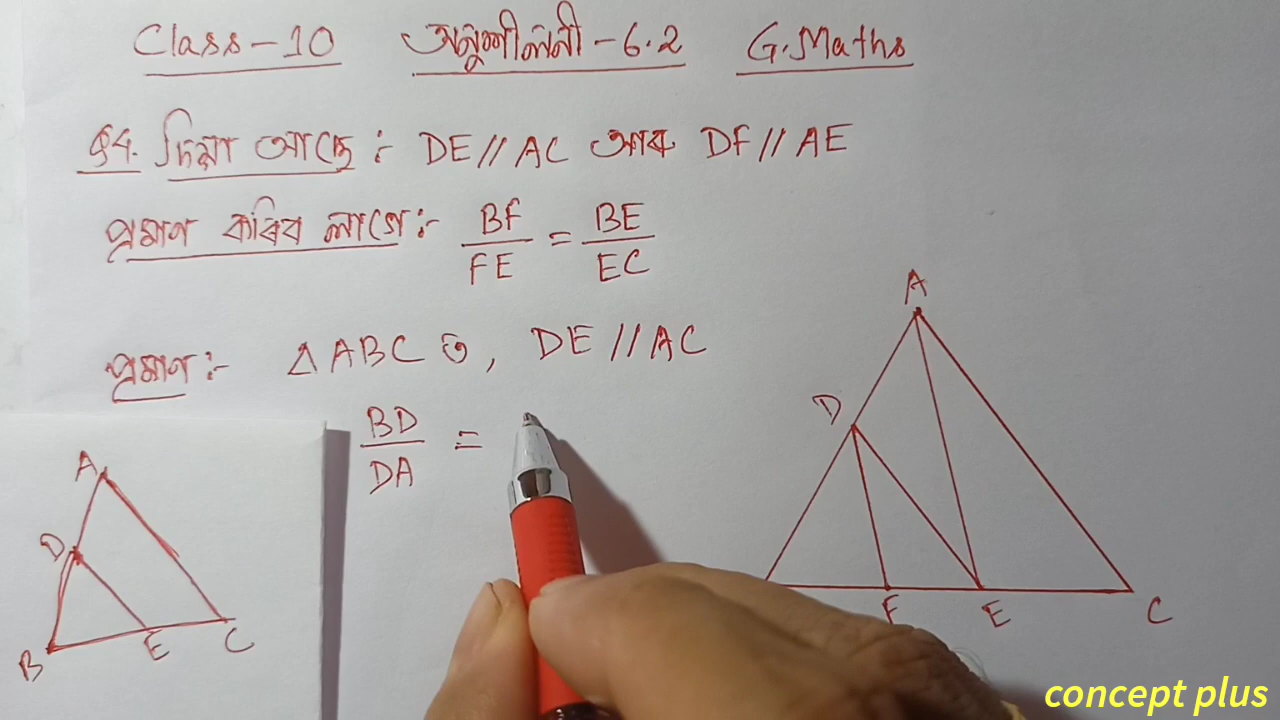 Class-10 অনুশীলনী-6.2 G.Maths
Q4. দিয়া আছে :- DE//AC আৰু DF//AE
প্ৰমাণ কৰিব লাগে :- BF/FE = BE/EC
প্ৰমাণ :- Δ ABC ত, DE//AC
BD/DA =
A
D
B
E
C
A
D
F
E
C
concept plus